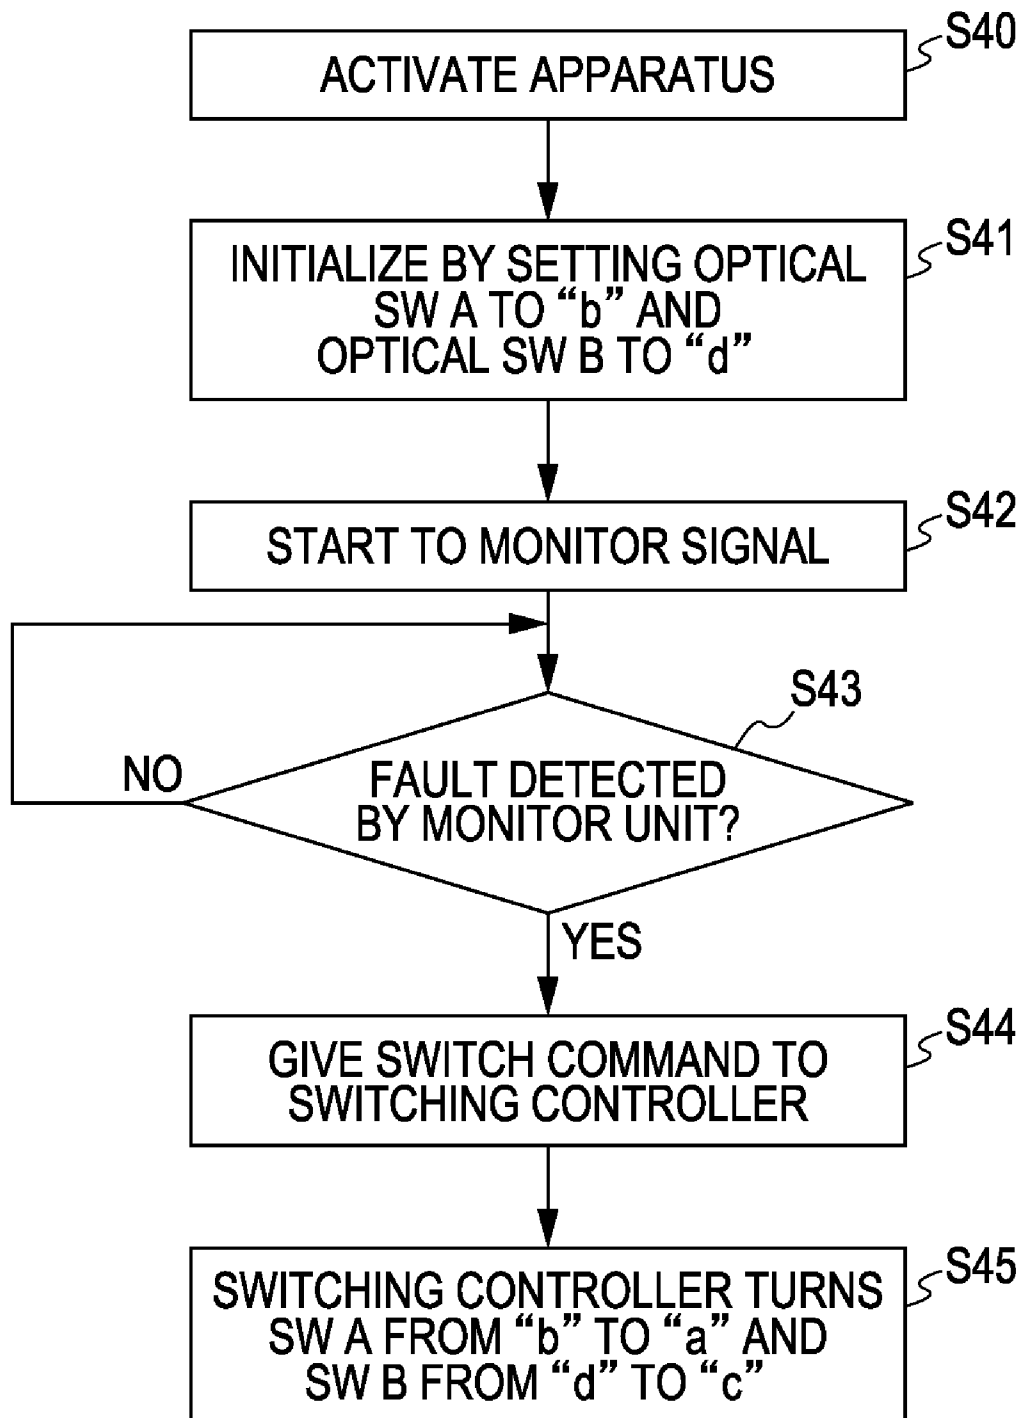 S40
ACTIVATE APPARATUS
S41
INITIALIZE BY SETTING OPTICAL
SW A TO “b” AND
OPTICAL SW B TO “d”
S42
START TO MONITOR SIGNAL
S43
NO
FAULT DETECTED
BY MONITOR UNIT?
YES
S44
GIVE SWITCH COMMAND TO
SWITCHING CONTROLLER
S45
SWITCHING CONTROLLER TURNS
SW A FROM “b” TO “a” AND
SW B FROM “d” TO “c”